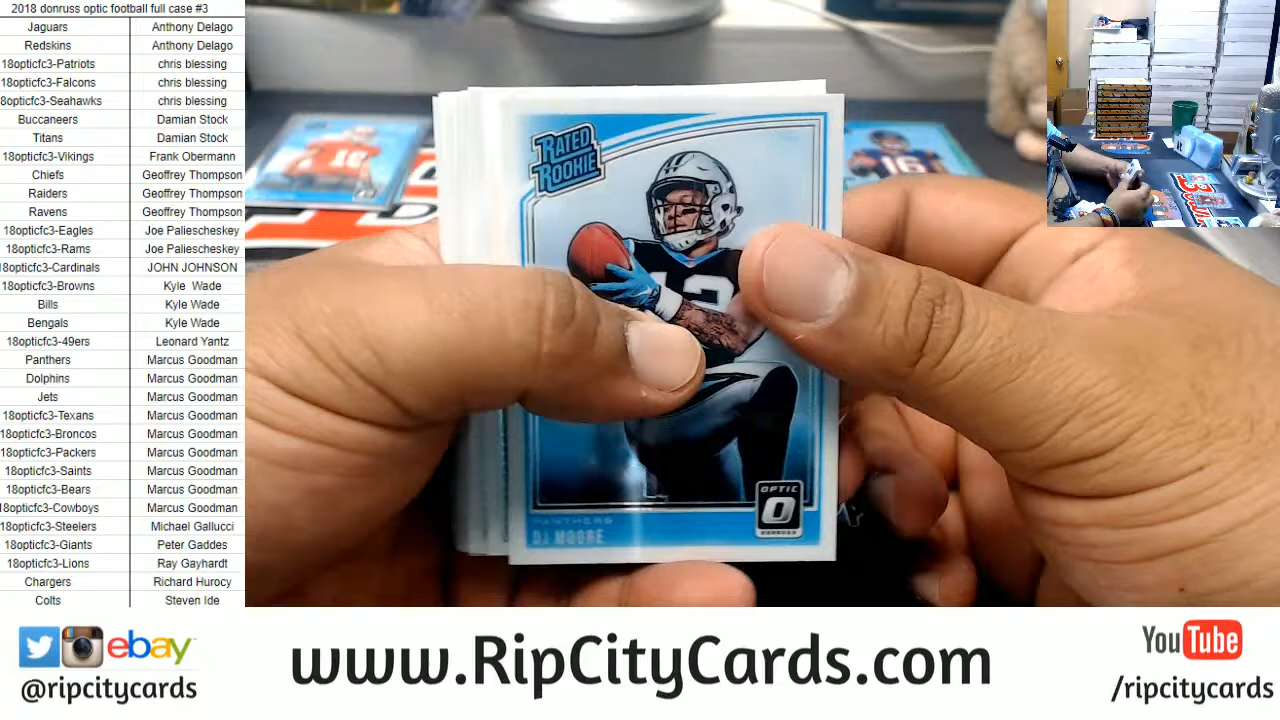 2018 donruss optic football full case #3
Jaguars Anthony Delago
Redskins Anthony Delago
18opticfc3-Patriots chris blessing
18opticfc3-Falcons chris blessing
8opticfc3-Seahawks chris blessing
Buccaneers Damian Stock
Titans Damian Stock
18opticfc3-Vikings Frank Obermann
Chiefs Geoffrey Thompson
Raiders Geoffrey Thompson
Ravens Geoffrey Thompson
18opticfc3-Eagles Joe Paliescheskey
18opticfc3-Rams Joe Paliescheskey
18opticfc3-Cardinals JOHN JOHNSON
18opticfc3-Browns Kyle Wade
Bills Kyle Wade
Bengals Kyle Wade
18opticfc3-49ers Leonard Yantz
Panthers Marcus Goodman
Dolphins Marcus Goodman
Jets Marcus Goodman
18opticfc3-Texans Marcus Goodman
18opticfc3-Broncos Marcus Goodman
18opticfc3-Packers Marcus Goodman
18opticfc3-Saints Marcus Goodman
18opticfc3-Bears Marcus Goodman
18opticfc3-Cowboys Marcus Goodman
18opticfc3-Steelers Michael Gallucci
18opticfc3-Giants Peter Gaddes
18opticfc3-Lions Ray Gayhardt
Chargers Richard Hurocy
Colts Steven Ide
RATED
ROOKIE
12
16
OPTIC
O
DONRUSS
PANTHERS
DJ MOORE
ebay
@ripcitycards
www.RipCityCards.com
YouTube
/ripcitycards